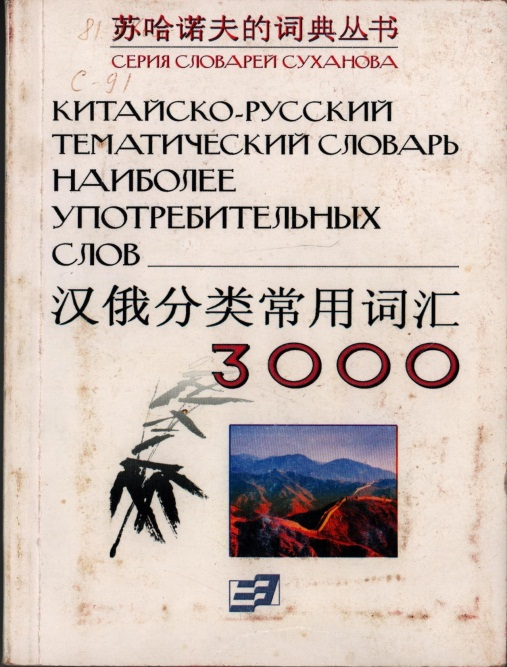 苏哈诺夫的词典丛书
СЕРИЯ СЛОВАРЕЙ СУХАНОВА
С-91
КИТАЙСКО-РУССКИЙ
ТЕМАТИЧЕСКИЙ СЛОВАРЬ
НАИБОЛЕЕ
УПОТРЕБИТЕЛЬНЫХ
СЛОВ
汉俄分类常用词汇
3000